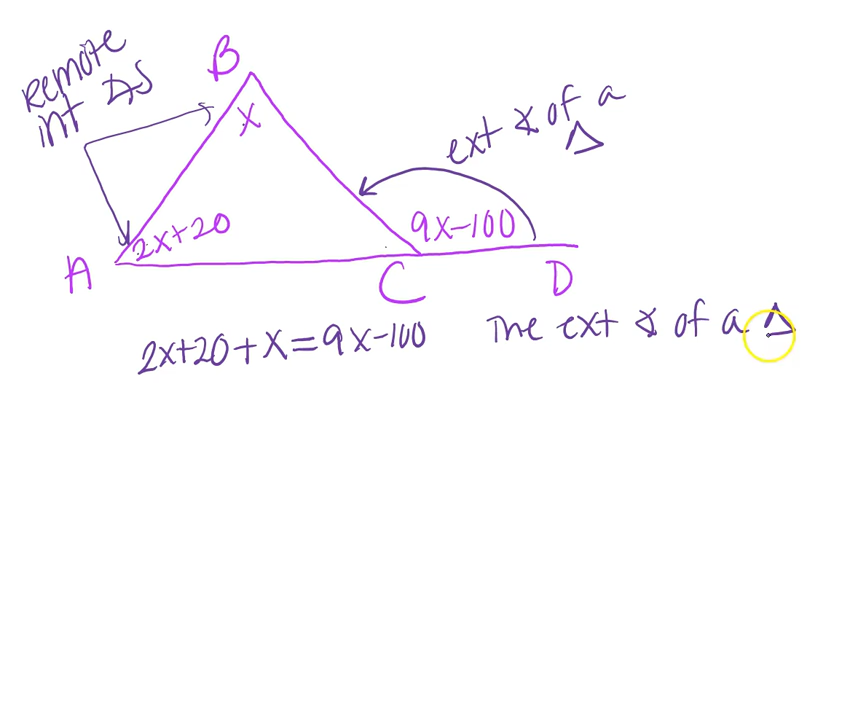 remote
int ∠s
B
x
ext ∡ of a
△
2x+20
9x-100
A
C
D
2x+20+x=9x-100
The ext ∡ of a △